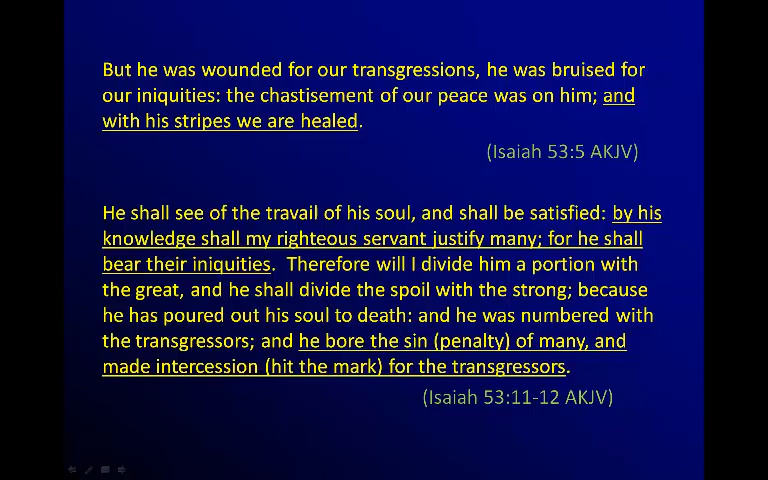 But he was wounded for our transgressions, he was bruised for
our iniquities: the chastisement of our peace was on him; and
with his stripes we are healed.
(Isaiah 53:5 AKJV)
He shall see of the travail of his soul, and shall be satisfied: by his
knowledge shall my righteous servant justify many; for he shall
bear their iniquities.  Therefore will I divide him a portion with
the great, and he shall divide the spoil with the strong; because
he has poured out his soul to death: and he was numbered with
the transgressors; and he bore the sin (penalty) of many, and
made intercession (hit the mark) for the transgressors.
(Isaiah 53:11-12 AKJV)